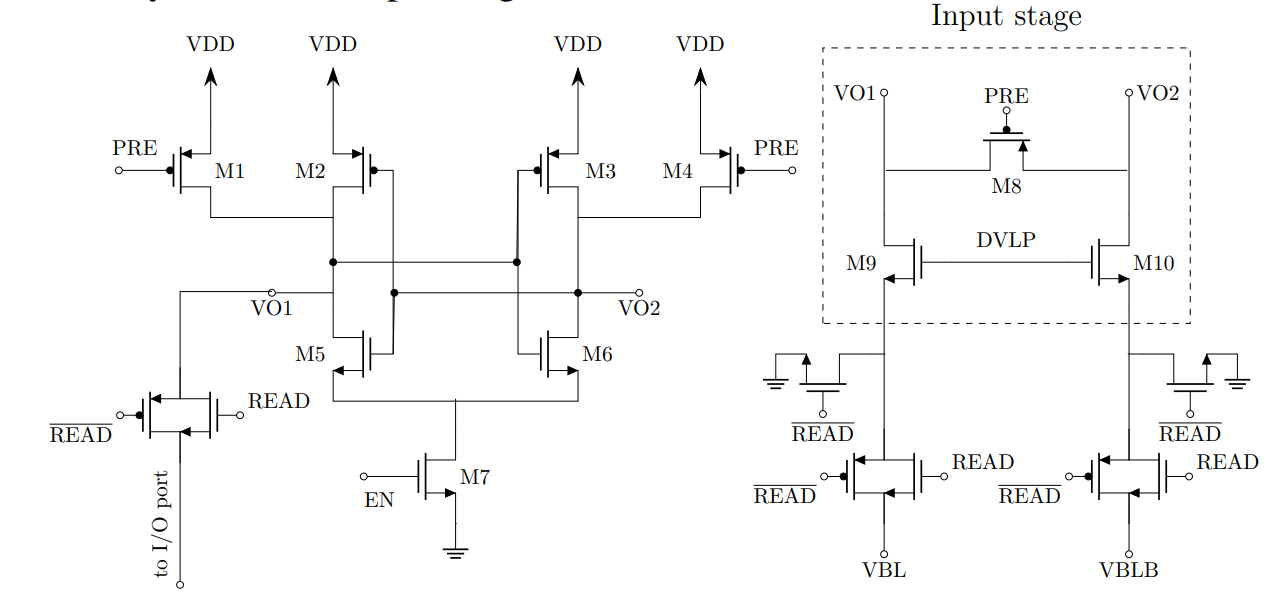 Input stage
VDD VDD VDD VDD
PRE M1 M2 M3 M4 PRE
VO1 VO2
PRE
M8
M9 DVLP M10
VO1 VO2
M5 M6
READ
READ
M7
EN
to I/O port
READ READ
READ READ
READ READ
VBL VBLB